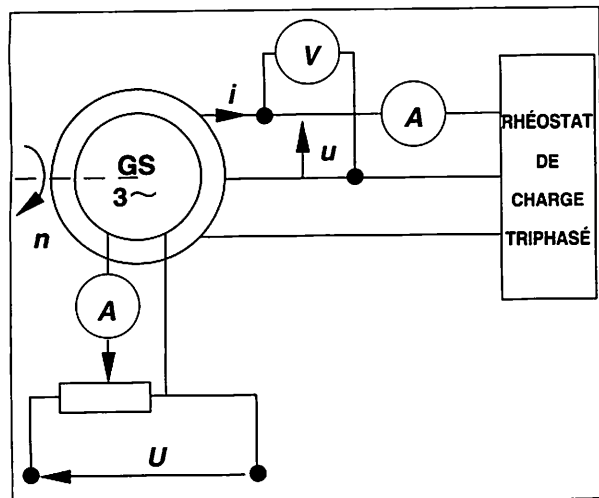 V
i
A
RHÉOSTAT
DE
CHARGE
TRIPHASÉ
u
GS
3~
n
A
U